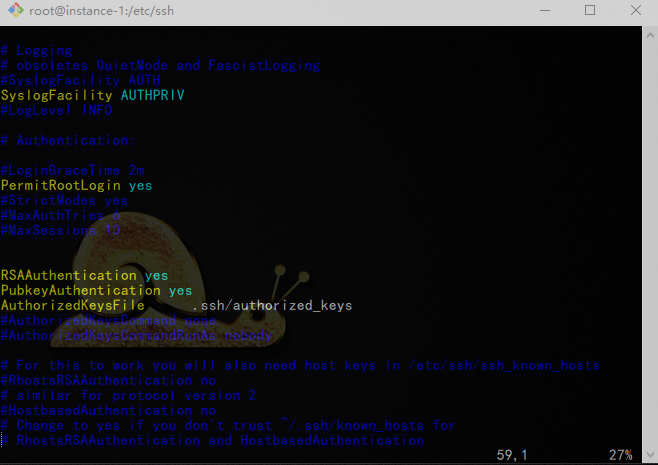 root@instance-1:/etc/ssh
# Logging
# obsoletes QuietMode and FascistLogging
#SyslogFacility AUTH
SyslogFacility AUTHPRIV
#LogLevel INFO
# Authentication:
#LoginGraceTime 2m
PermitRootLogin yes
#StrictModes yes
#MaxAuthTries 6
#MaxSessions 10
RSAAuthentication yes
PubkeyAuthentication yes
AuthorizedKeysFile .ssh/authorized_keys
#AuthorizedKeysCommand none
#AuthorizedKeysCommandRunAs nobody
# For this to work you will also need host keys in /etc/ssh/ssh_known_hosts
#RhostsRSAAuthentication no
# similar for protocol version 2
#HostbasedAuthentication no
# Change to yes if you don't trust ~/.ssh/known_hosts for
# RhostsRSAAuthentication and HostbasedAuthentication
59,1 27%